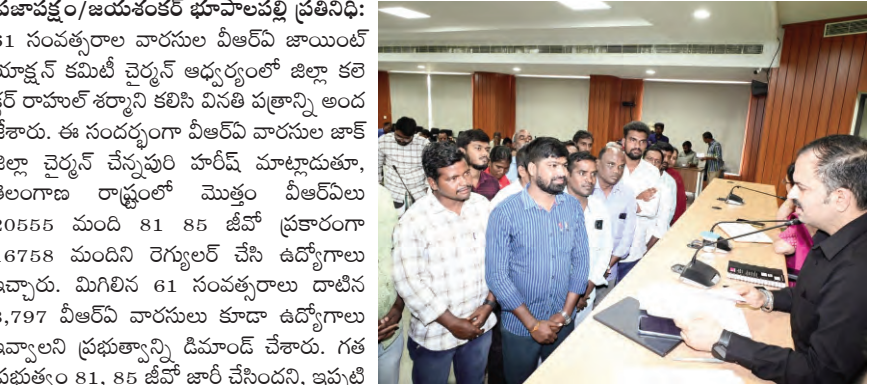 ప్రజాపక్షం/జయశంకర్ భూపాలపల్లి ప్రతినిధి:
61 సంవత్సరాల వారసుల వీఆర్ఏ జాయింట్
యాక్షన్ కమిటీ చైర్మన్ ఆధ్వర్యంలో జిల్లా కలె
క్టర్ రాహుల్ శర్మాని కలిసి వినతి పత్రాన్ని అంద
జేశారు. ఈ సందర్భంగా వీఆర్ఏ వారసుల జాక్
జిల్లా చైర్మన్ చేన్నపురి హరీష్ మాట్లాడుతూ,
తెలంగాణ రాష్ట్రంలో మొత్తం వీఆర్ఏలు
20555 మంది 81 85 జీవో ప్రకారంగా
16758 మందిని రెగ్యులర్ చేసి ఉద్యోగాలు
ఇచ్చారు. మిగిలిన 61 సంవత్సరాలు దాటిన
3,797 వీఆర్ఏ వారసులు కూడా ఉద్యోగాలు
ఇవ్వాలని ప్రభుత్వాన్ని డిమాండ్ చేశారు. గత
ప్రభుత్వం 81, 85 జీవో జారీ చేసిందని, ఇప్పటి